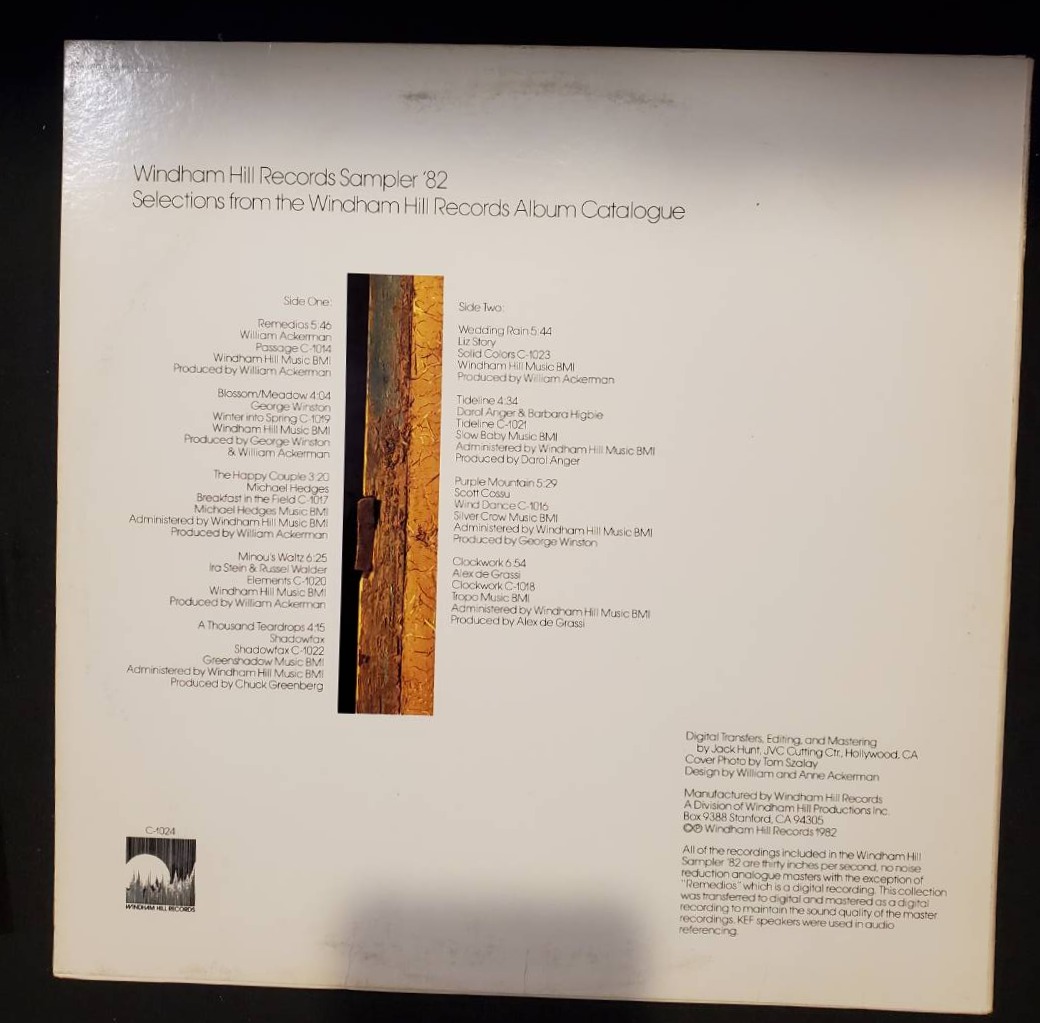 Windham Hill Records Sampler '82
Selections from the Windham Hill Records Album Catalogue
Side One:
Remedios 5:46
William Ackerman
Passage C-1014
Windham Hill Music BMI
Produced by William Ackerman
Blossom/Meadow 4:04
George Winston
Winter into Spring C-1019
Windham Hill Music BMI
Produced by George Winston
& William Ackerman
The Happy Couple 3:20
Michael Hedges
Breakfast in the Field C-1017
Michael Hedges Music BMI
Administered by Windham Hill Music BMI
Produced by William Ackerman
Minou's Waltz 6:25
Ira Stein & Russel Walder
Elements C-1020
Windham Hill Music BMI
Produced by William Ackerman
A Thousand Teardrops 4:15
Shadowfax
Shadowfax C-1022
Greenshadow Music BMI
Administered by Windham Hill Music BMI
Produced by Chuck Greenberg
Side Two:
Wedding Rain 5:44
Liz Story
Solid Colors C-1023
Windham Hill Music BMI
Produced by William Ackerman
Tideline 4:34
Darol Anger & Barbara Higbie
Tideline C-1021
Slow Baby Music BMI
Administered by Windham Hill Music BMI
Produced by Darol Anger
Purple Mountain 5:29
Scott Cossu
Wind Dance C-1016
Silver Crow Music BMI
Administered by Windham Hill Music BMI
Produced by George Winston
Clockwork 6:54
Alex de Grassi
Clockwork C-1018
Tropo Music BMI
Administered by Windham Hill Music BMI
Produced by Alex de Grassi
Digital Transfers, Editing, and Mastering
by Jack Hunt, JVC Cutting Ctr., Hollywood, CA
Cover Photo by Tom Szalay
Design by William and Anne Ackerman
Manufactured by Windham Hill Records
A Division of Windham Hill Productions Inc.
Box 9388 Stanford, CA 94305
©℗ Windham Hill Records 1982
All of the recordings included in the Windham Hill
Sampler '82 are thirty inches per second, no noise
reduction analogue masters with the exception of
"Remedios" which is a digital recording. This collection
was transferred to digital and mastered as a digital
recording to maintain the sound quality of the master
recordings. KEF speakers were used in audio
referencing.
C-1024
WINDHAM HILL RECORDS